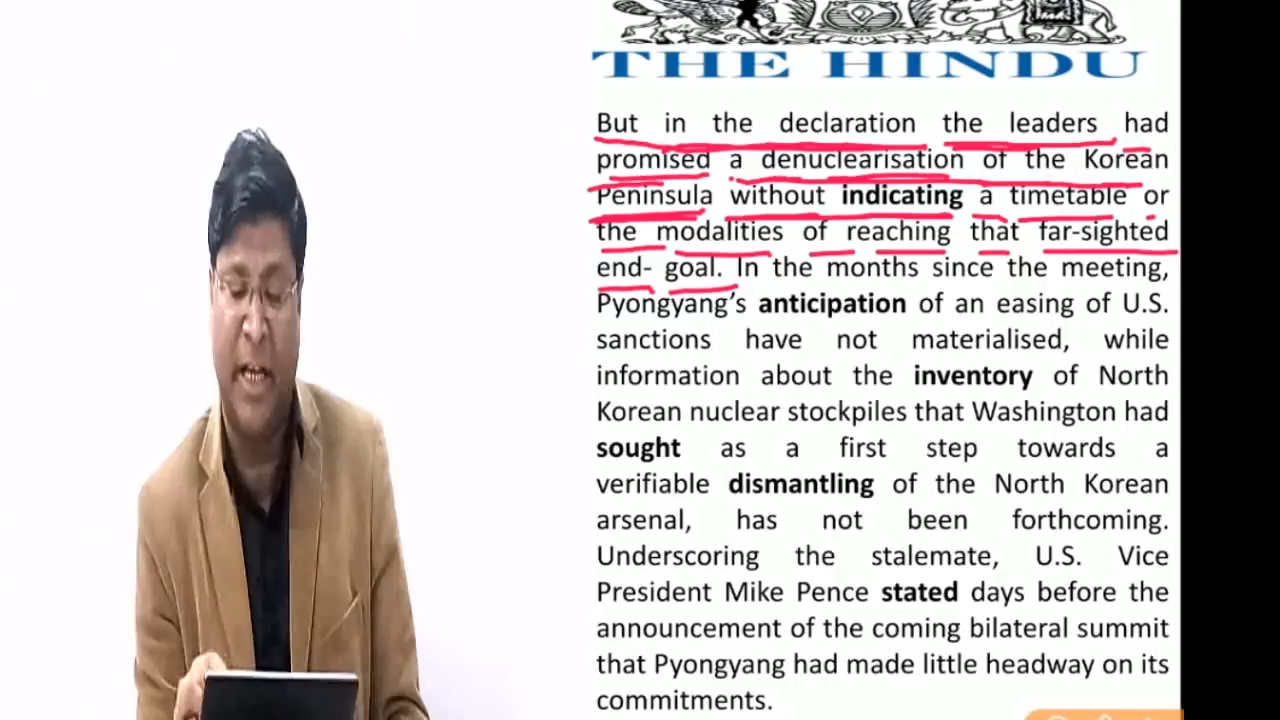 THE HINDU
But in the declaration the leaders had
promised a denuclearisation of the Korean
Peninsula without indicating a timetable or
the modalities of reaching that far-sighted
end- goal. In the months since the meeting,
Pyongyang’s anticipation of an easing of U.S.
sanctions have not materialised, while
information about the inventory of North
Korean nuclear stockpiles that Washington had
sought as a first step towards a
verifiable dismantling of the North Korean
arsenal, has not been forthcoming.
Underscoring the stalemate, U.S. Vice
President Mike Pence stated days before the
announcement of the coming bilateral summit
that Pyongyang had made little headway on its
commitments.